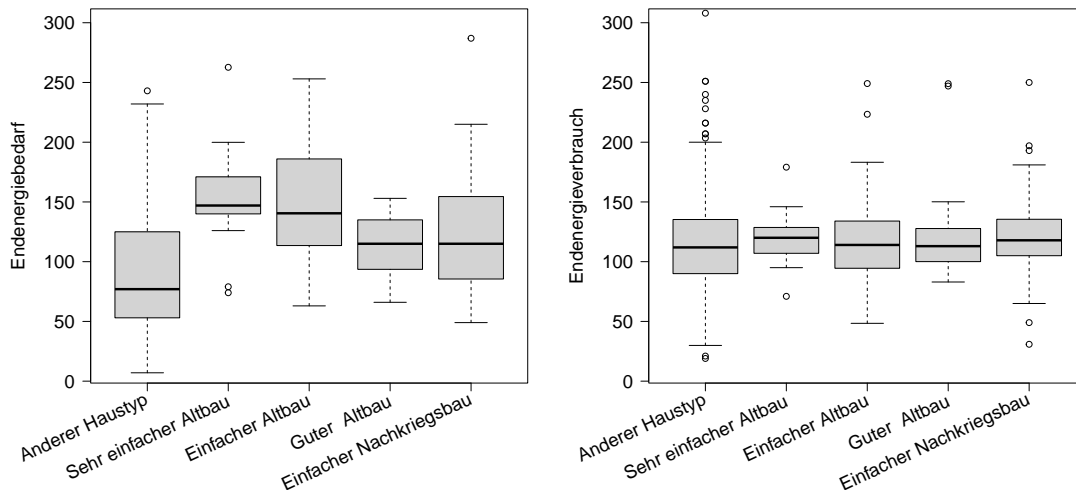 Endenergiebedarf
300
250
200
150
100
50
0
Anderer Haustyp
Sehr einfacher Altbau
Einfacher Altbau
Guter Altbau
Einfacher Nachkriegsbau
Endenergieverbrauch
300
250
200
150
100
50
0
Anderer Haustyp
Sehr einfacher Altbau
Einfacher Altbau
Guter Altbau
Einfacher Nachkriegsbau